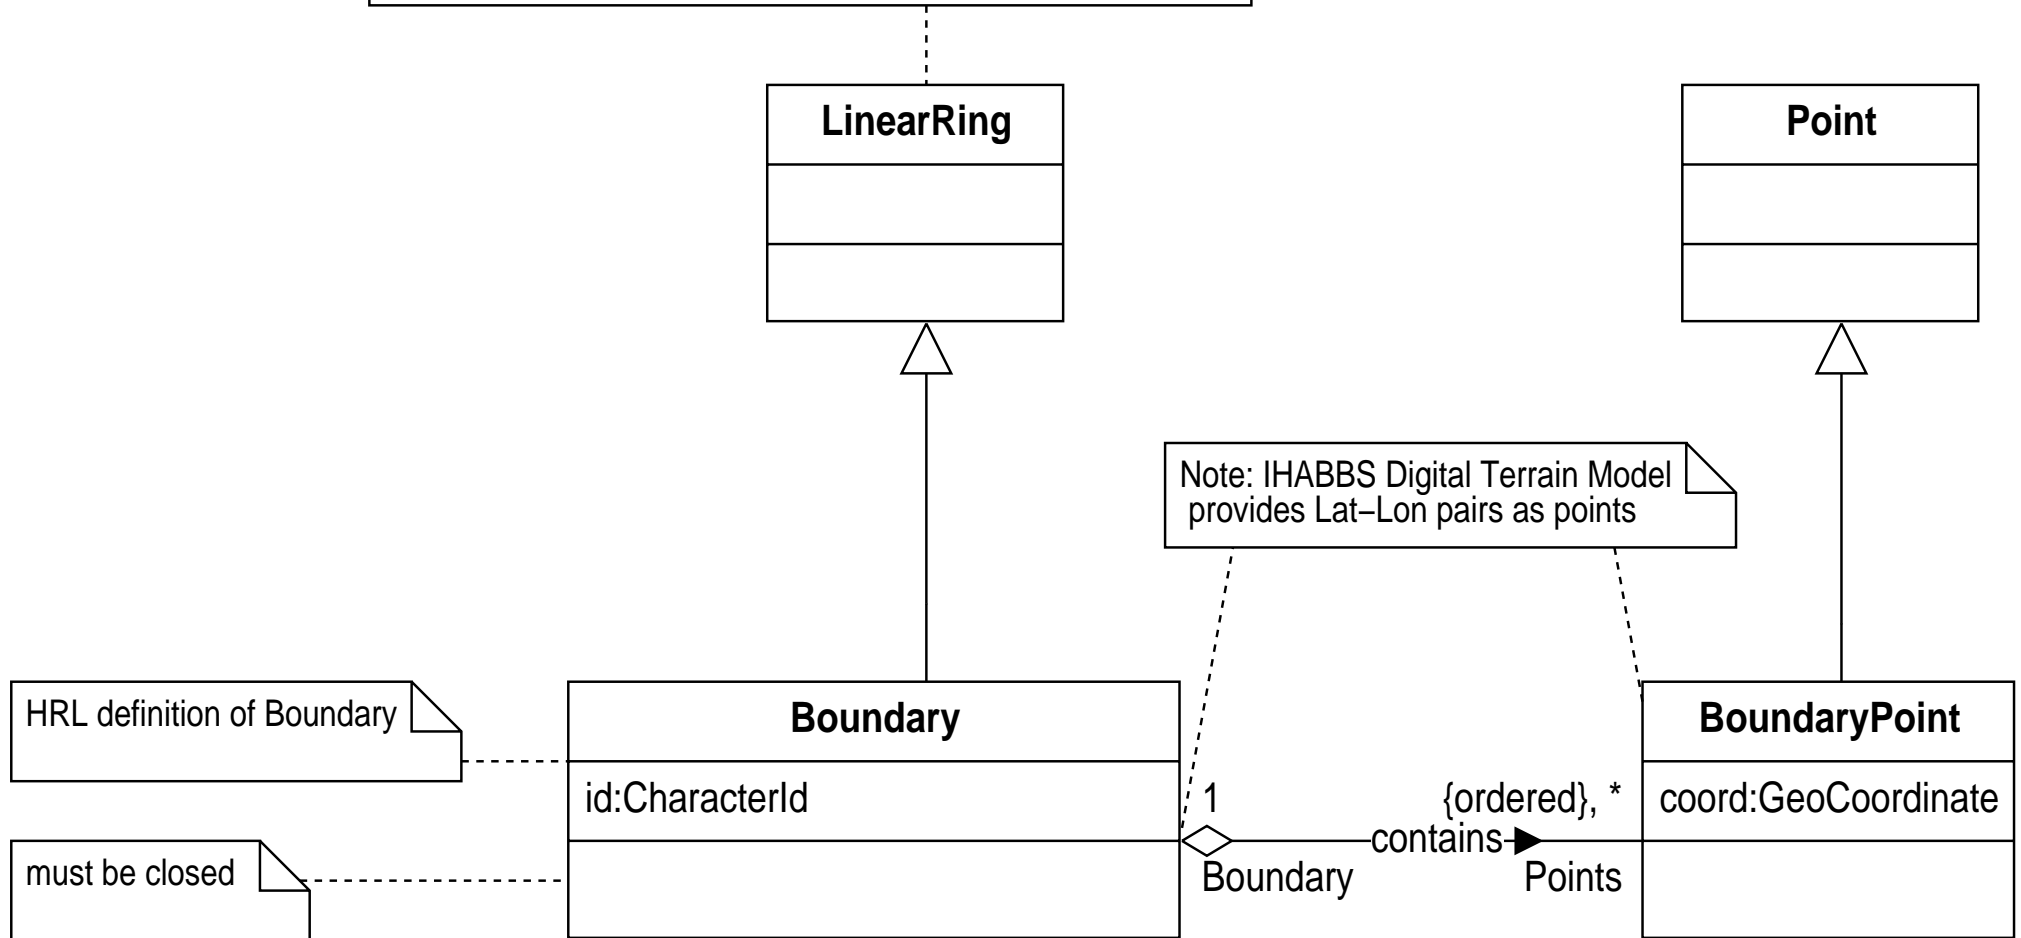 LinearRing
Point
Note: IHABBS Digital Terrain Model
provides Lat–Lon pairs as points
HRL definition of Boundary
Boundary
BoundaryPoint
id:CharacterId
1
{ordered}, *
coord:GeoCoordinate
contains
must be closed
Boundary
Points